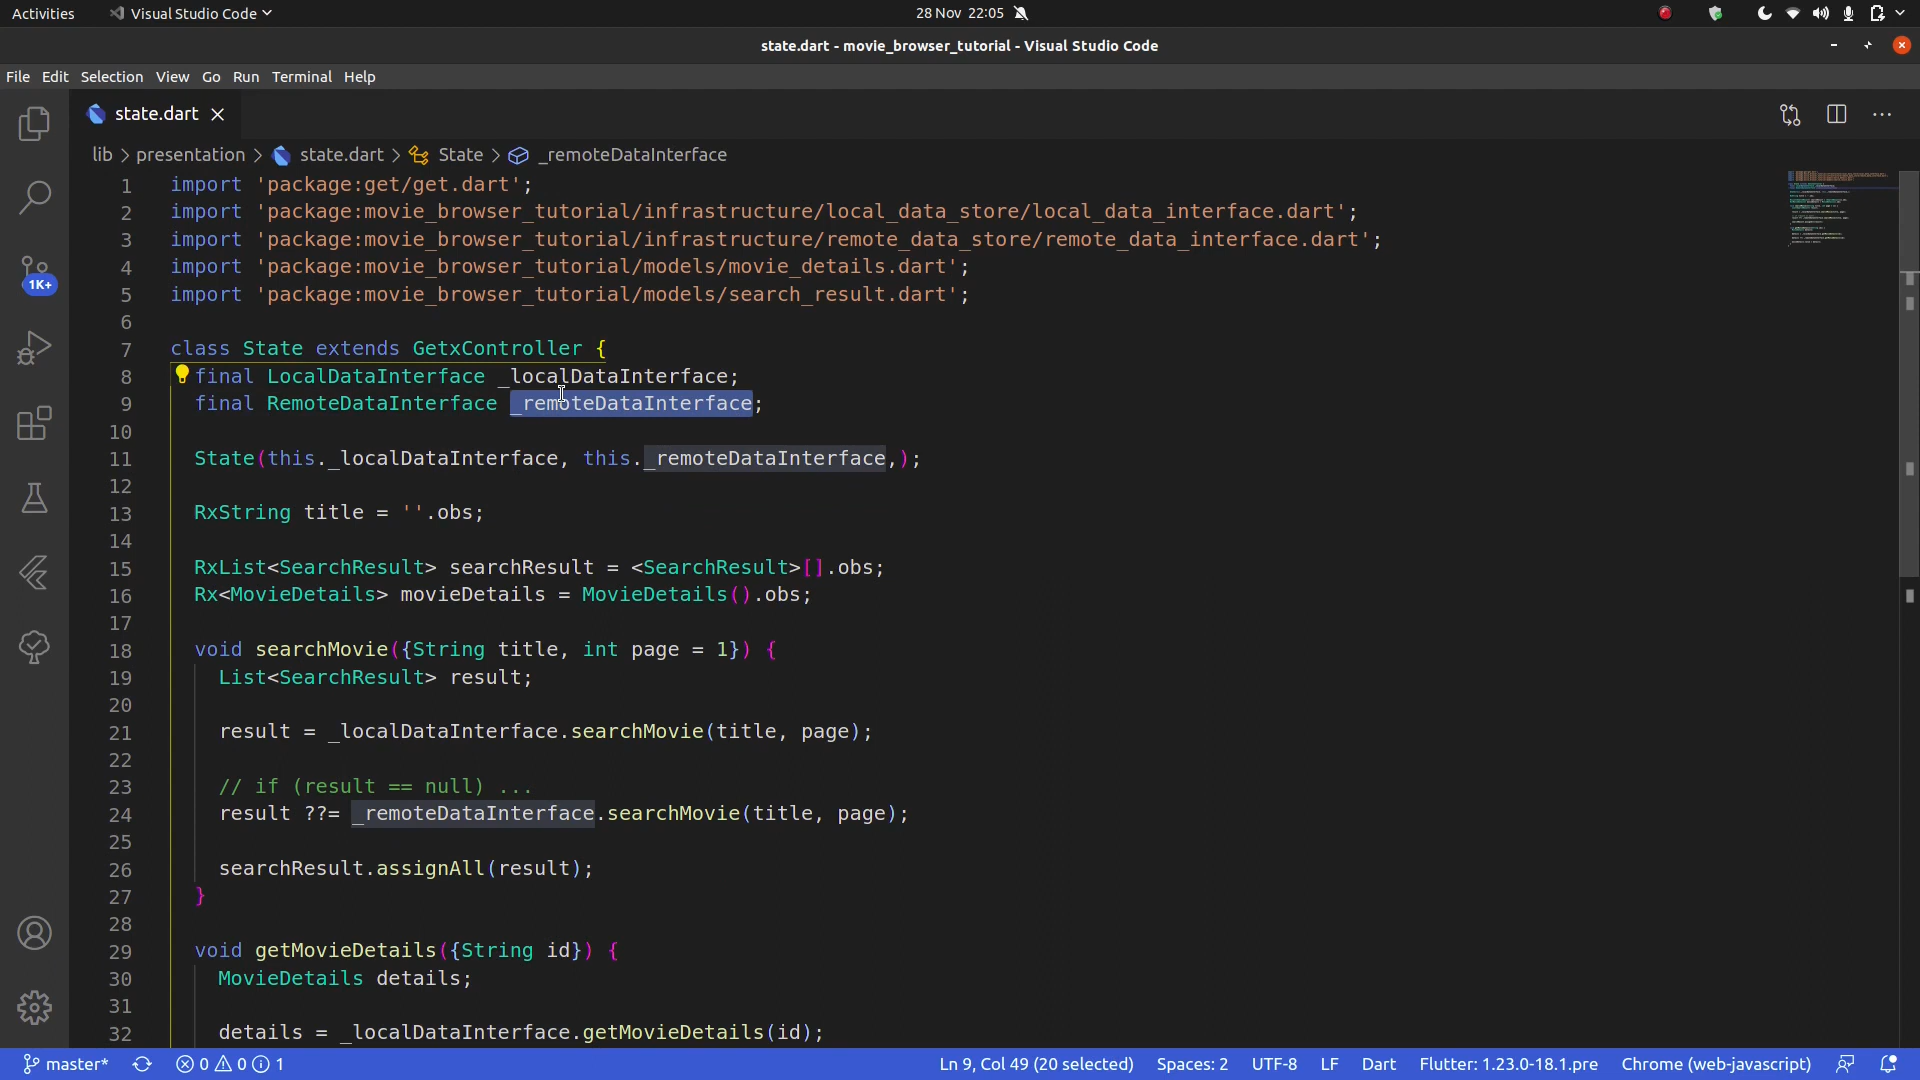 Activities
Visual Studio Code
28 Nov 22:05
state.dart - movie_browser_tutorial - Visual Studio Code
File Edit Selection View Go Run Terminal Help
state.dart
lib > presentation > state.dart > State > _remoteDataInterface
1 import 'package:get/get.dart';
2 import 'package:movie_browser_tutorial/infrastructure/local_data_store/local_data_interface.dart';
3 import 'package:movie_browser_tutorial/infrastructure/remote_data_store/remote_data_interface.dart';
4 import 'package:movie_browser_tutorial/models/movie_details.dart';
5 import 'package:movie_browser_tutorial/models/search_result.dart';
6
7 class State extends GetxController {
8 final LocalDataInterface _localDataInterface;
9 final RemoteDataInterface _remoteDataInterface;
10
11 State(this._localDataInterface, this._remoteDataInterface,);
12
13 RxString title = ''.obs;
14
15 RxList<SearchResult> searchResult = <SearchResult>[].obs;
16 Rx<MovieDetails> movieDetails = MovieDetails().obs;
17
18 void searchMovie({String title, int page = 1}) {
19 List<SearchResult> result;
20
21 result = _localDataInterface.searchMovie(title, page);
22
23 // if (result == null) ...
24 result ??= _remoteDataInterface.searchMovie(title, page);
25
26 searchResult.assignAll(result);
27 }
28
29 void getMovieDetails({String id}) {
30 MovieDetails details;
31
32 details = _localDataInterface.getMovieDetails(id);
1K+
master* 0 0 1 Ln 9, Col 49 (20 selected) Spaces: 2 UTF-8 LF Dart Flutter: 1.23.0-18.1.pre Chrome (web-javascript)